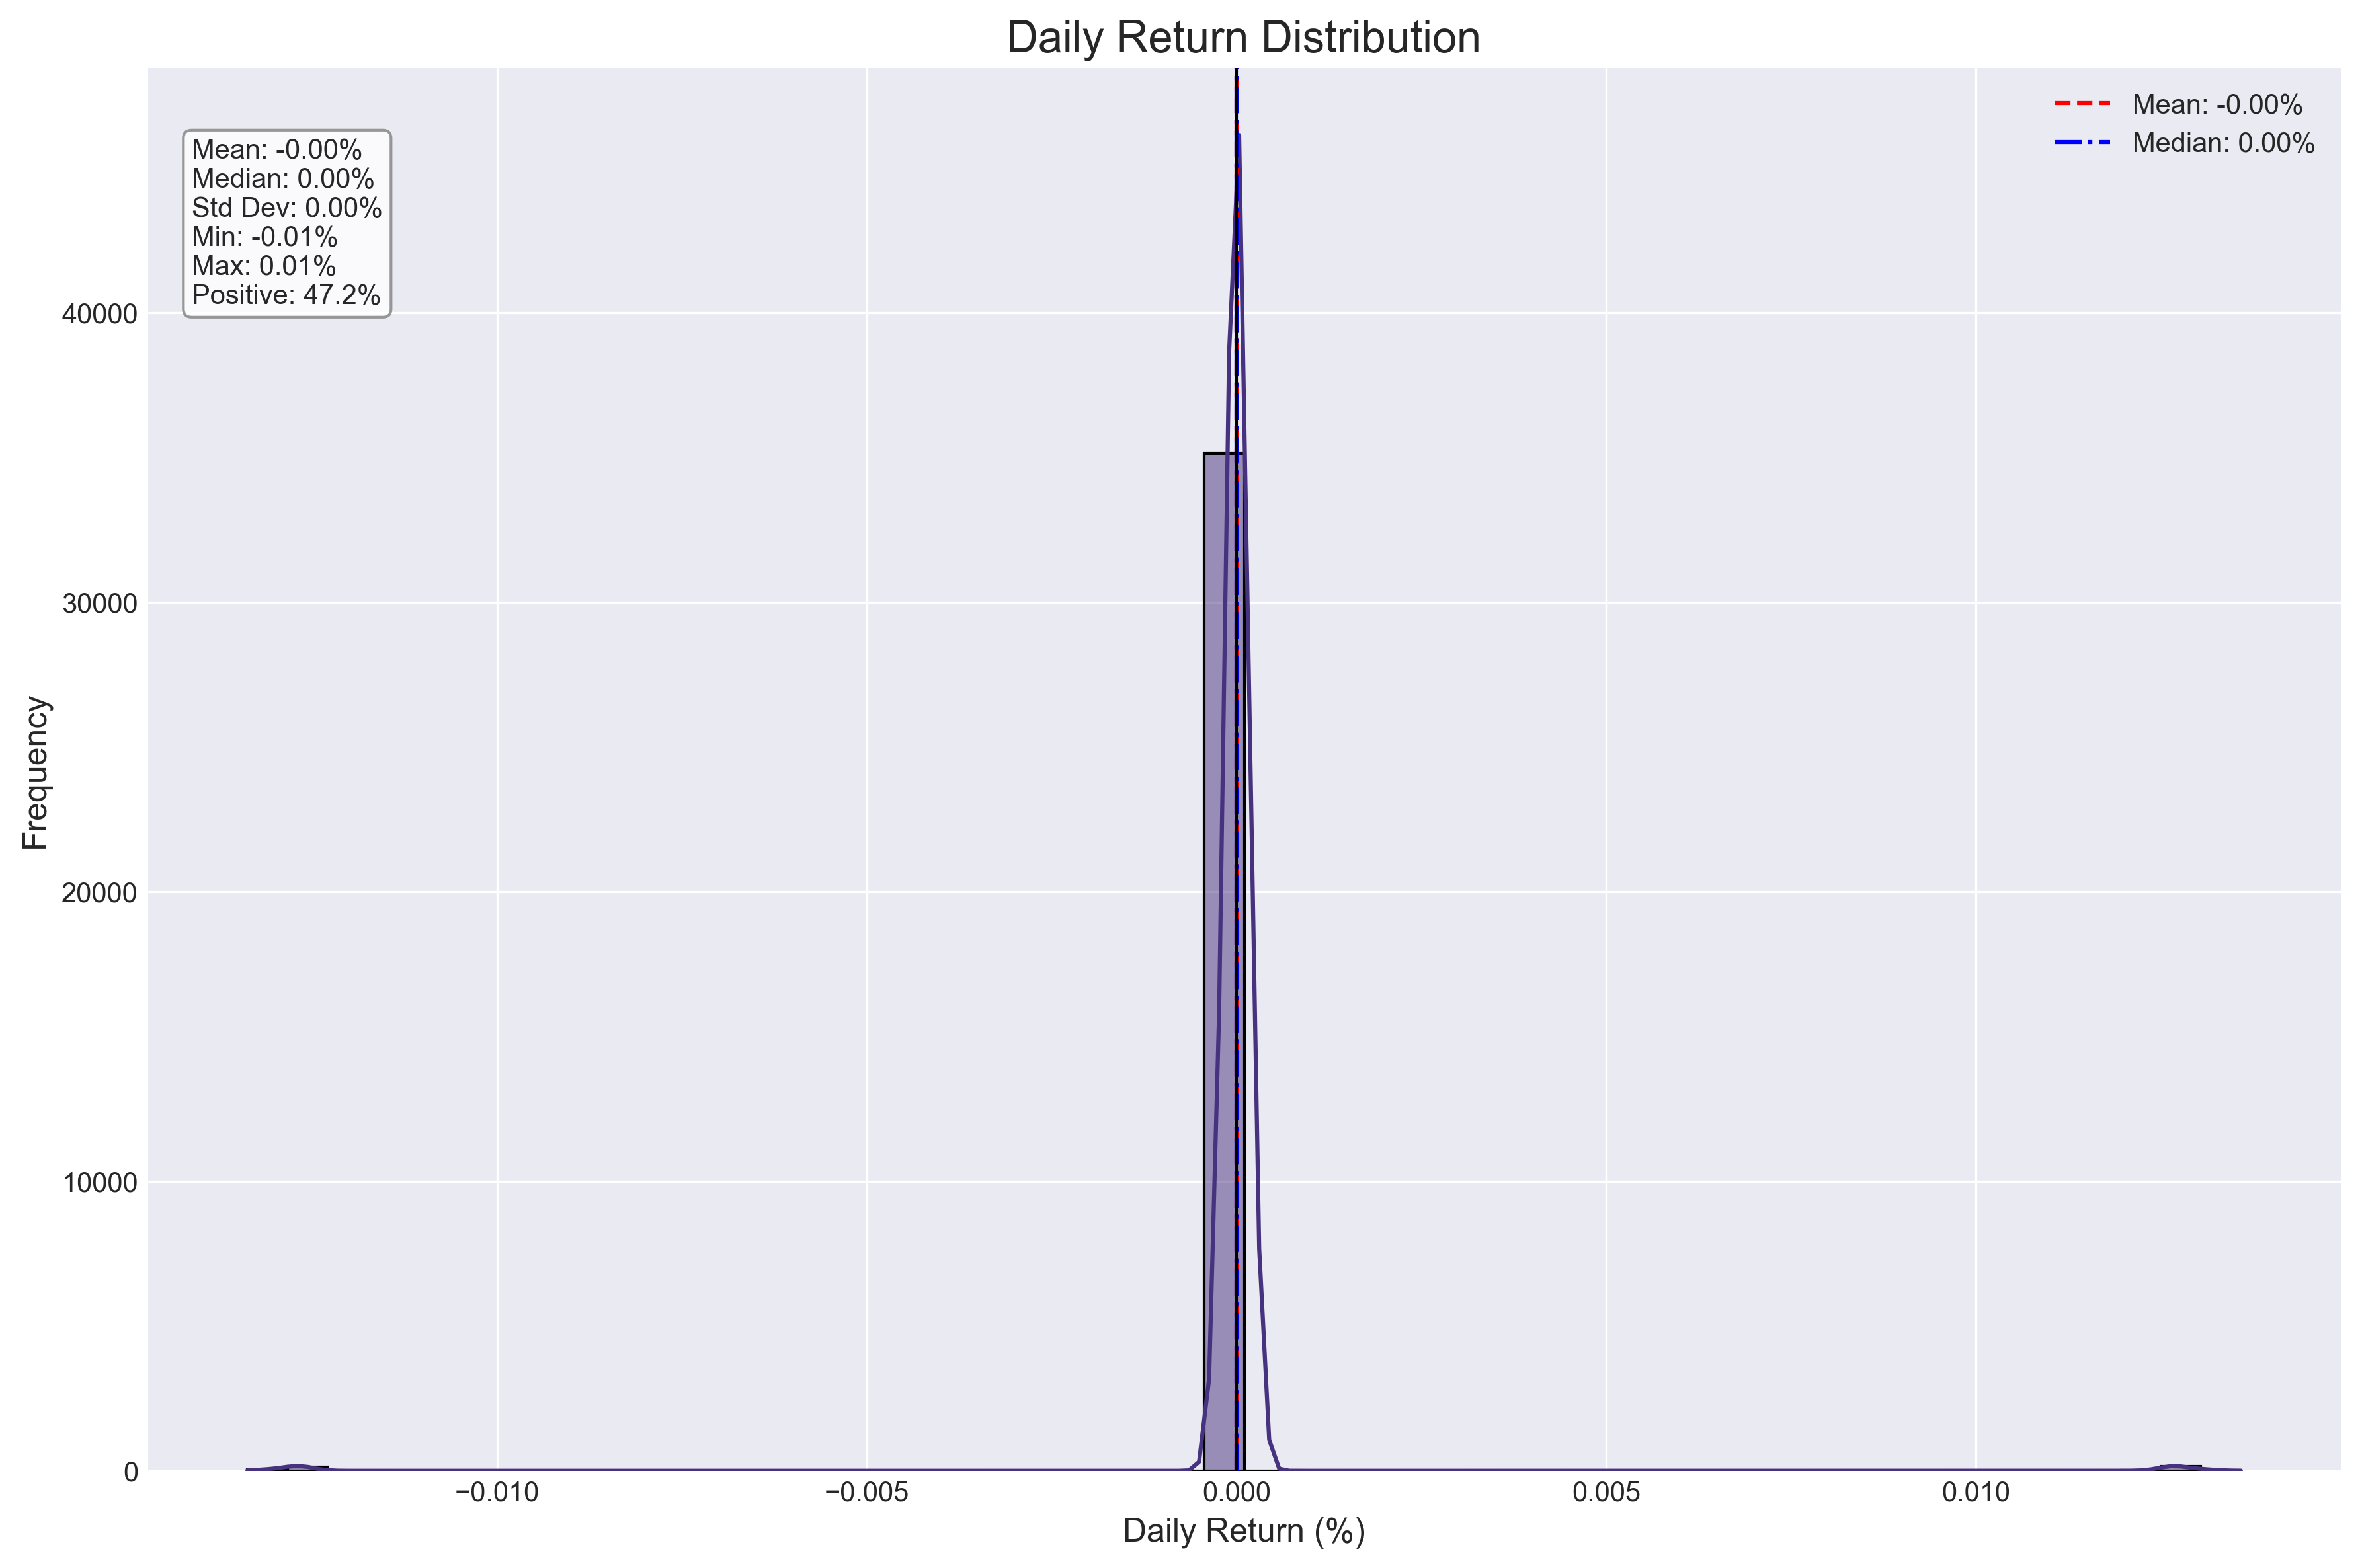 Daily Return Distribution
Mean: -0.00%
Median: 0.00%
Mean: -0.00%
Median: 0.00%
Std Dev: 0.00%
Min: -0.01%
Max: 0.01%
Positive: 47.2%
Frequency
40000
30000
20000
10000
0
−0.010
−0.005
0.000
0.005
0.010
Daily Return (%)